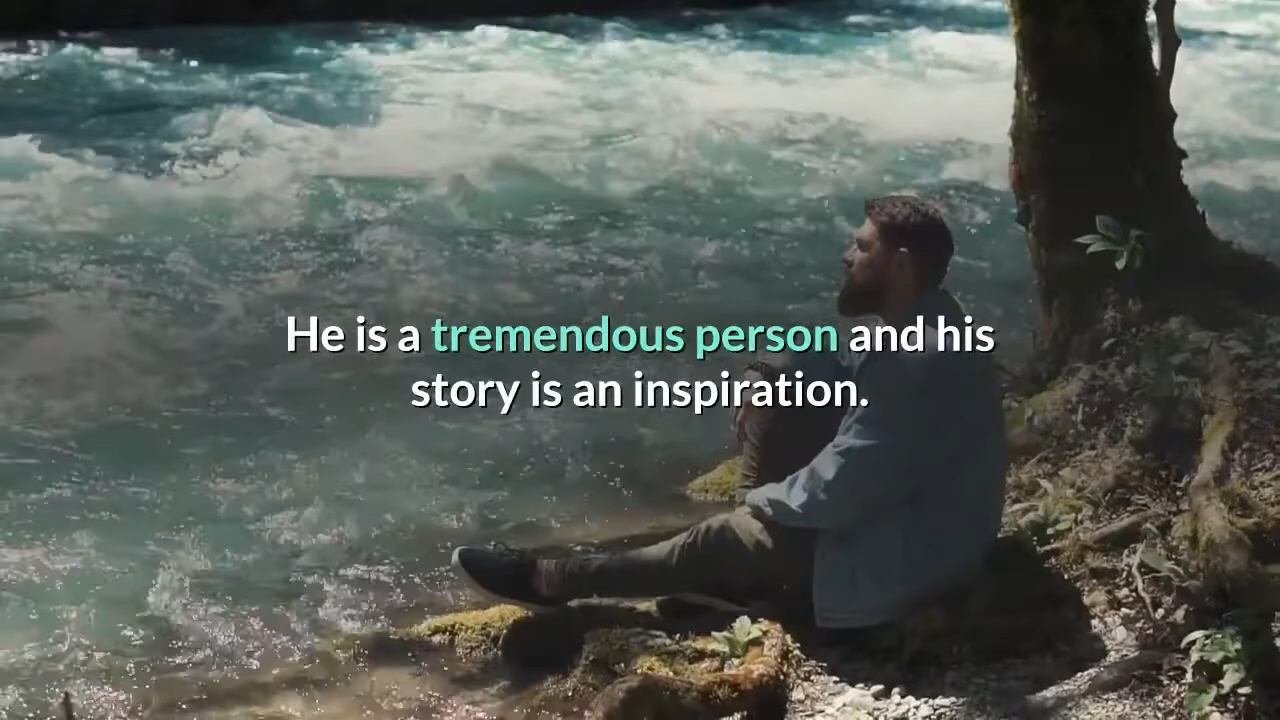 He is a tremendous person and his
story is an inspiration.